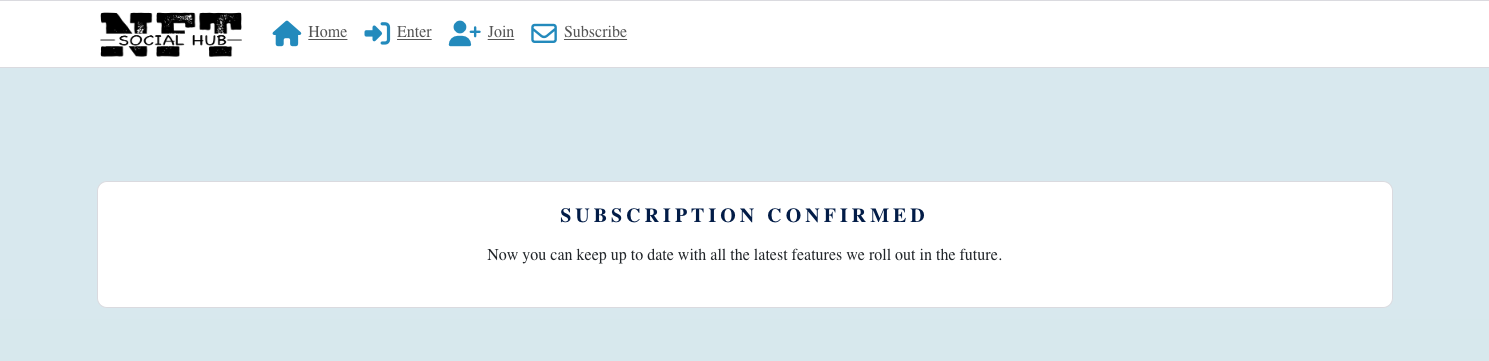 NFT
SOCIAL HUB
Home Enter Join Subscribe
SUBSCRIPTION CONFIRMED
Now you can keep up to date with all the latest features we roll out in the future.